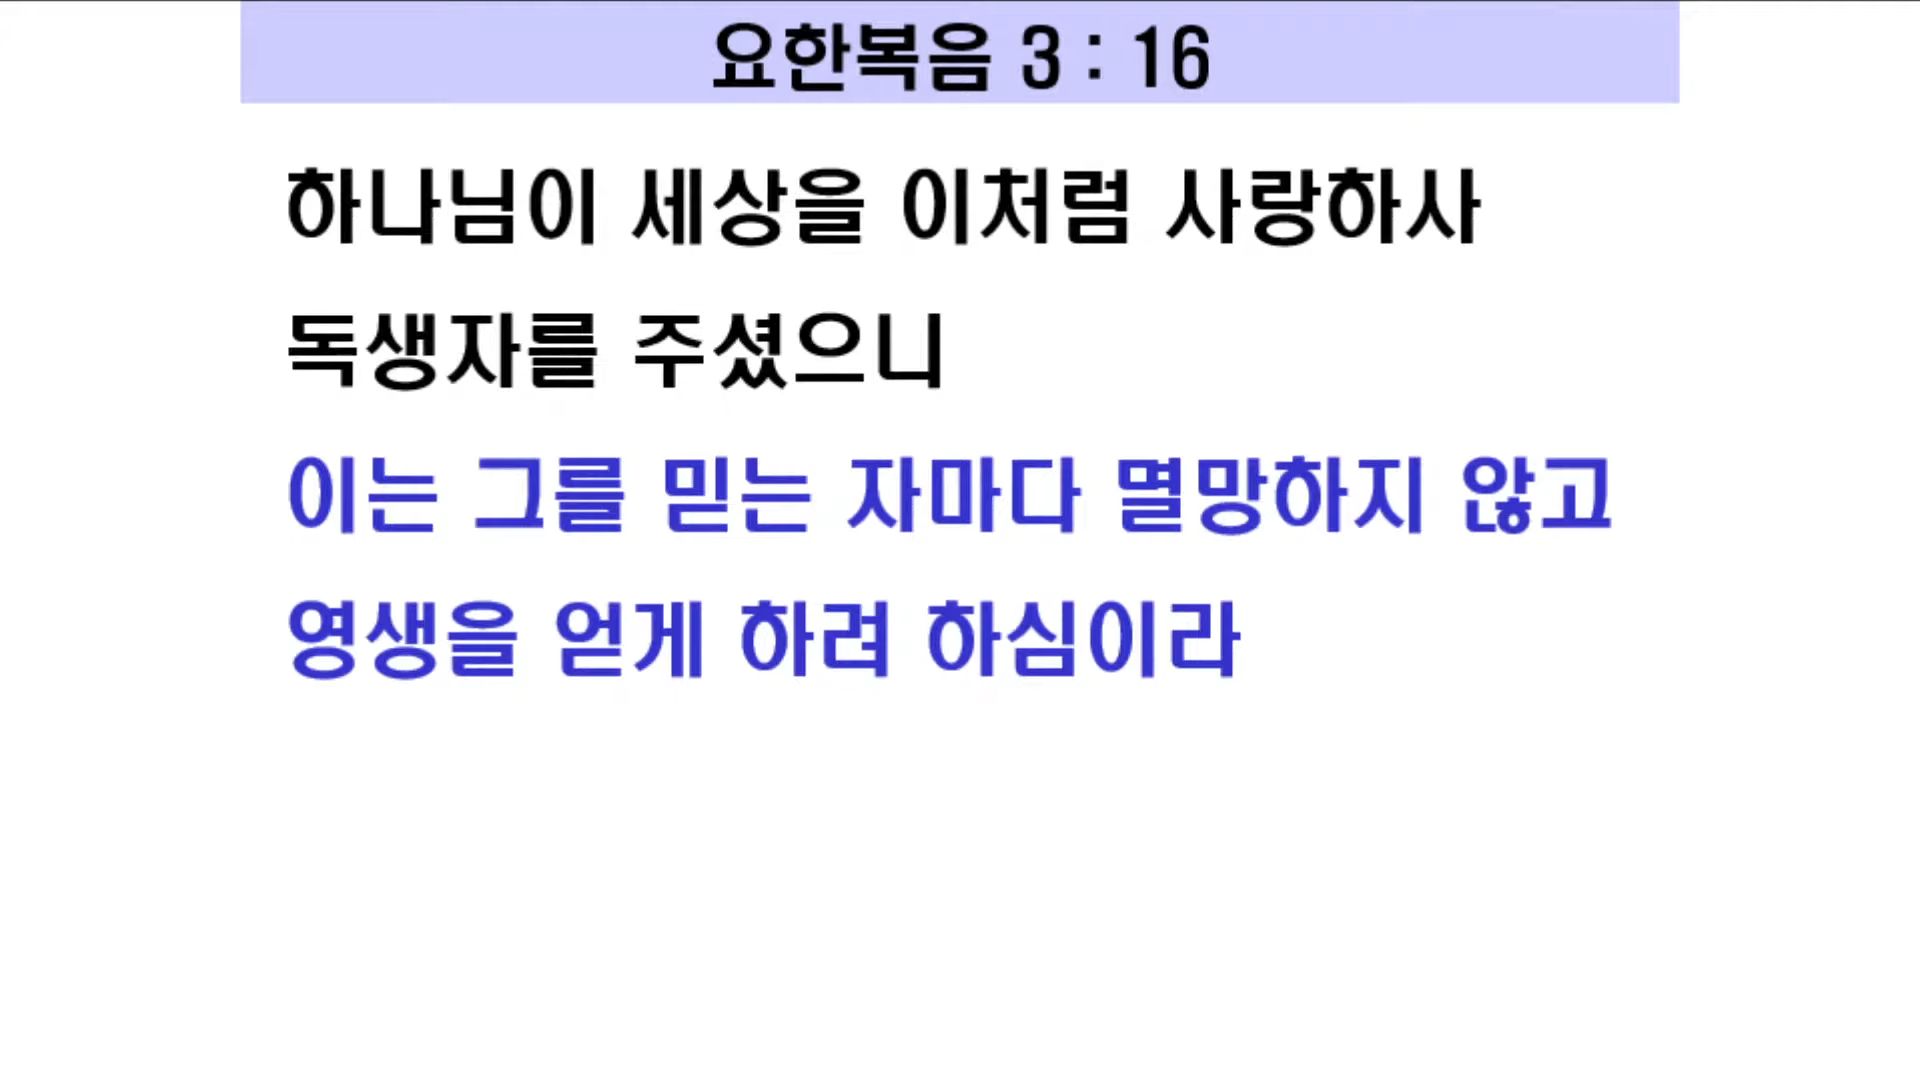 요한복음 3 : 16
하나님이 세상을 이처럼 사랑하사
독생자를 주셨으니
이는 그를 믿는 자마다 멸망하지 않고
영생을 얻게 하려 하심이라